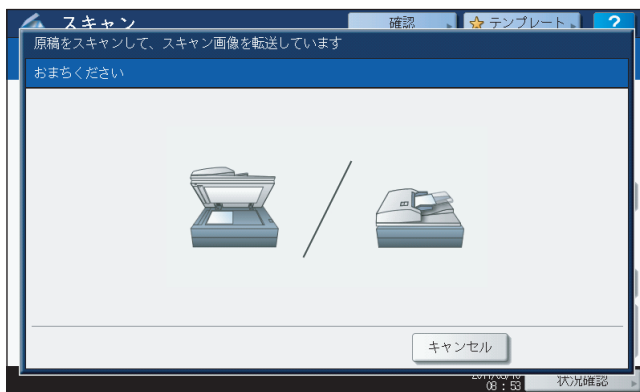 スキャン
確認
テンプレート
?
原稿をスキャンして、スキャン画像を転送しています
おまちください
キャンセル
08:53
状況確認